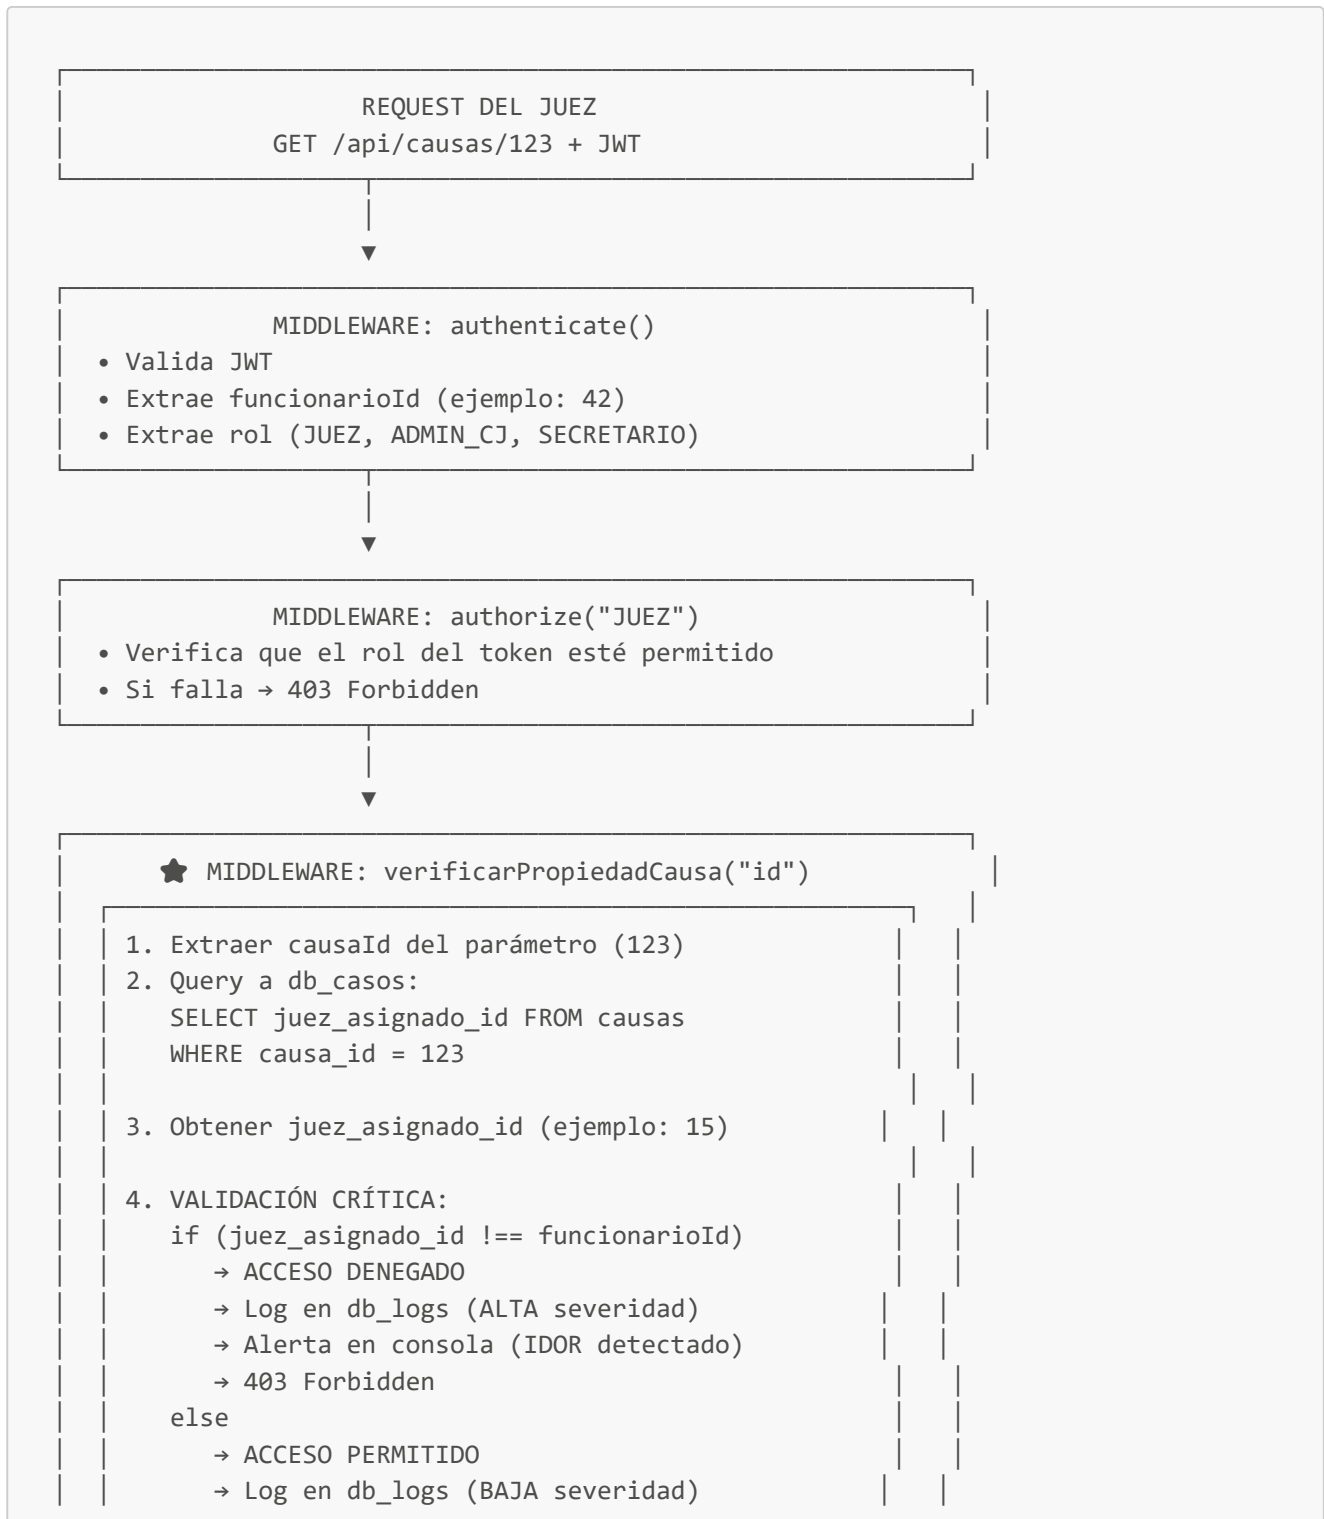 REQUEST DEL JUEZ
GET /api/causas/123 + JWT
MIDDLEWARE: authenticate()
• Valida JWT
• Extrae funcionarioId (ejemplo: 42)
• Extrae rol (JUEZ, ADMIN_CJ, SECRETARIO)
MIDDLEWARE: authorize("JUEZ")
• Verifica que el rol del token esté permitido
• Si falla → 403 Forbidden
★ MIDDLEWARE: verificarPropiedadCausa("id")
1. Extraer causaId del parámetro (123)
2. Query a db_casos:
SELECT juez_asignado_id FROM causas
WHERE causa_id = 123
3. Obtener juez_asignado_id (ejemplo: 15)
4. VALIDACIÓN CRÍTICA:
if (juez_asignado_id !== funcionarioId)
→ ACCESO DENEGADO
→ Log en db_logs (ALTA severidad)
→ Alerta en consola (IDOR detectado)
→ 403 Forbidden
else
→ ACCESO PERMITIDO
→ Log en db_logs (BAJA severidad)